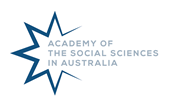 ACADEMY OF
THE SOCIAL SCIENCES
IN AUSTRALIA